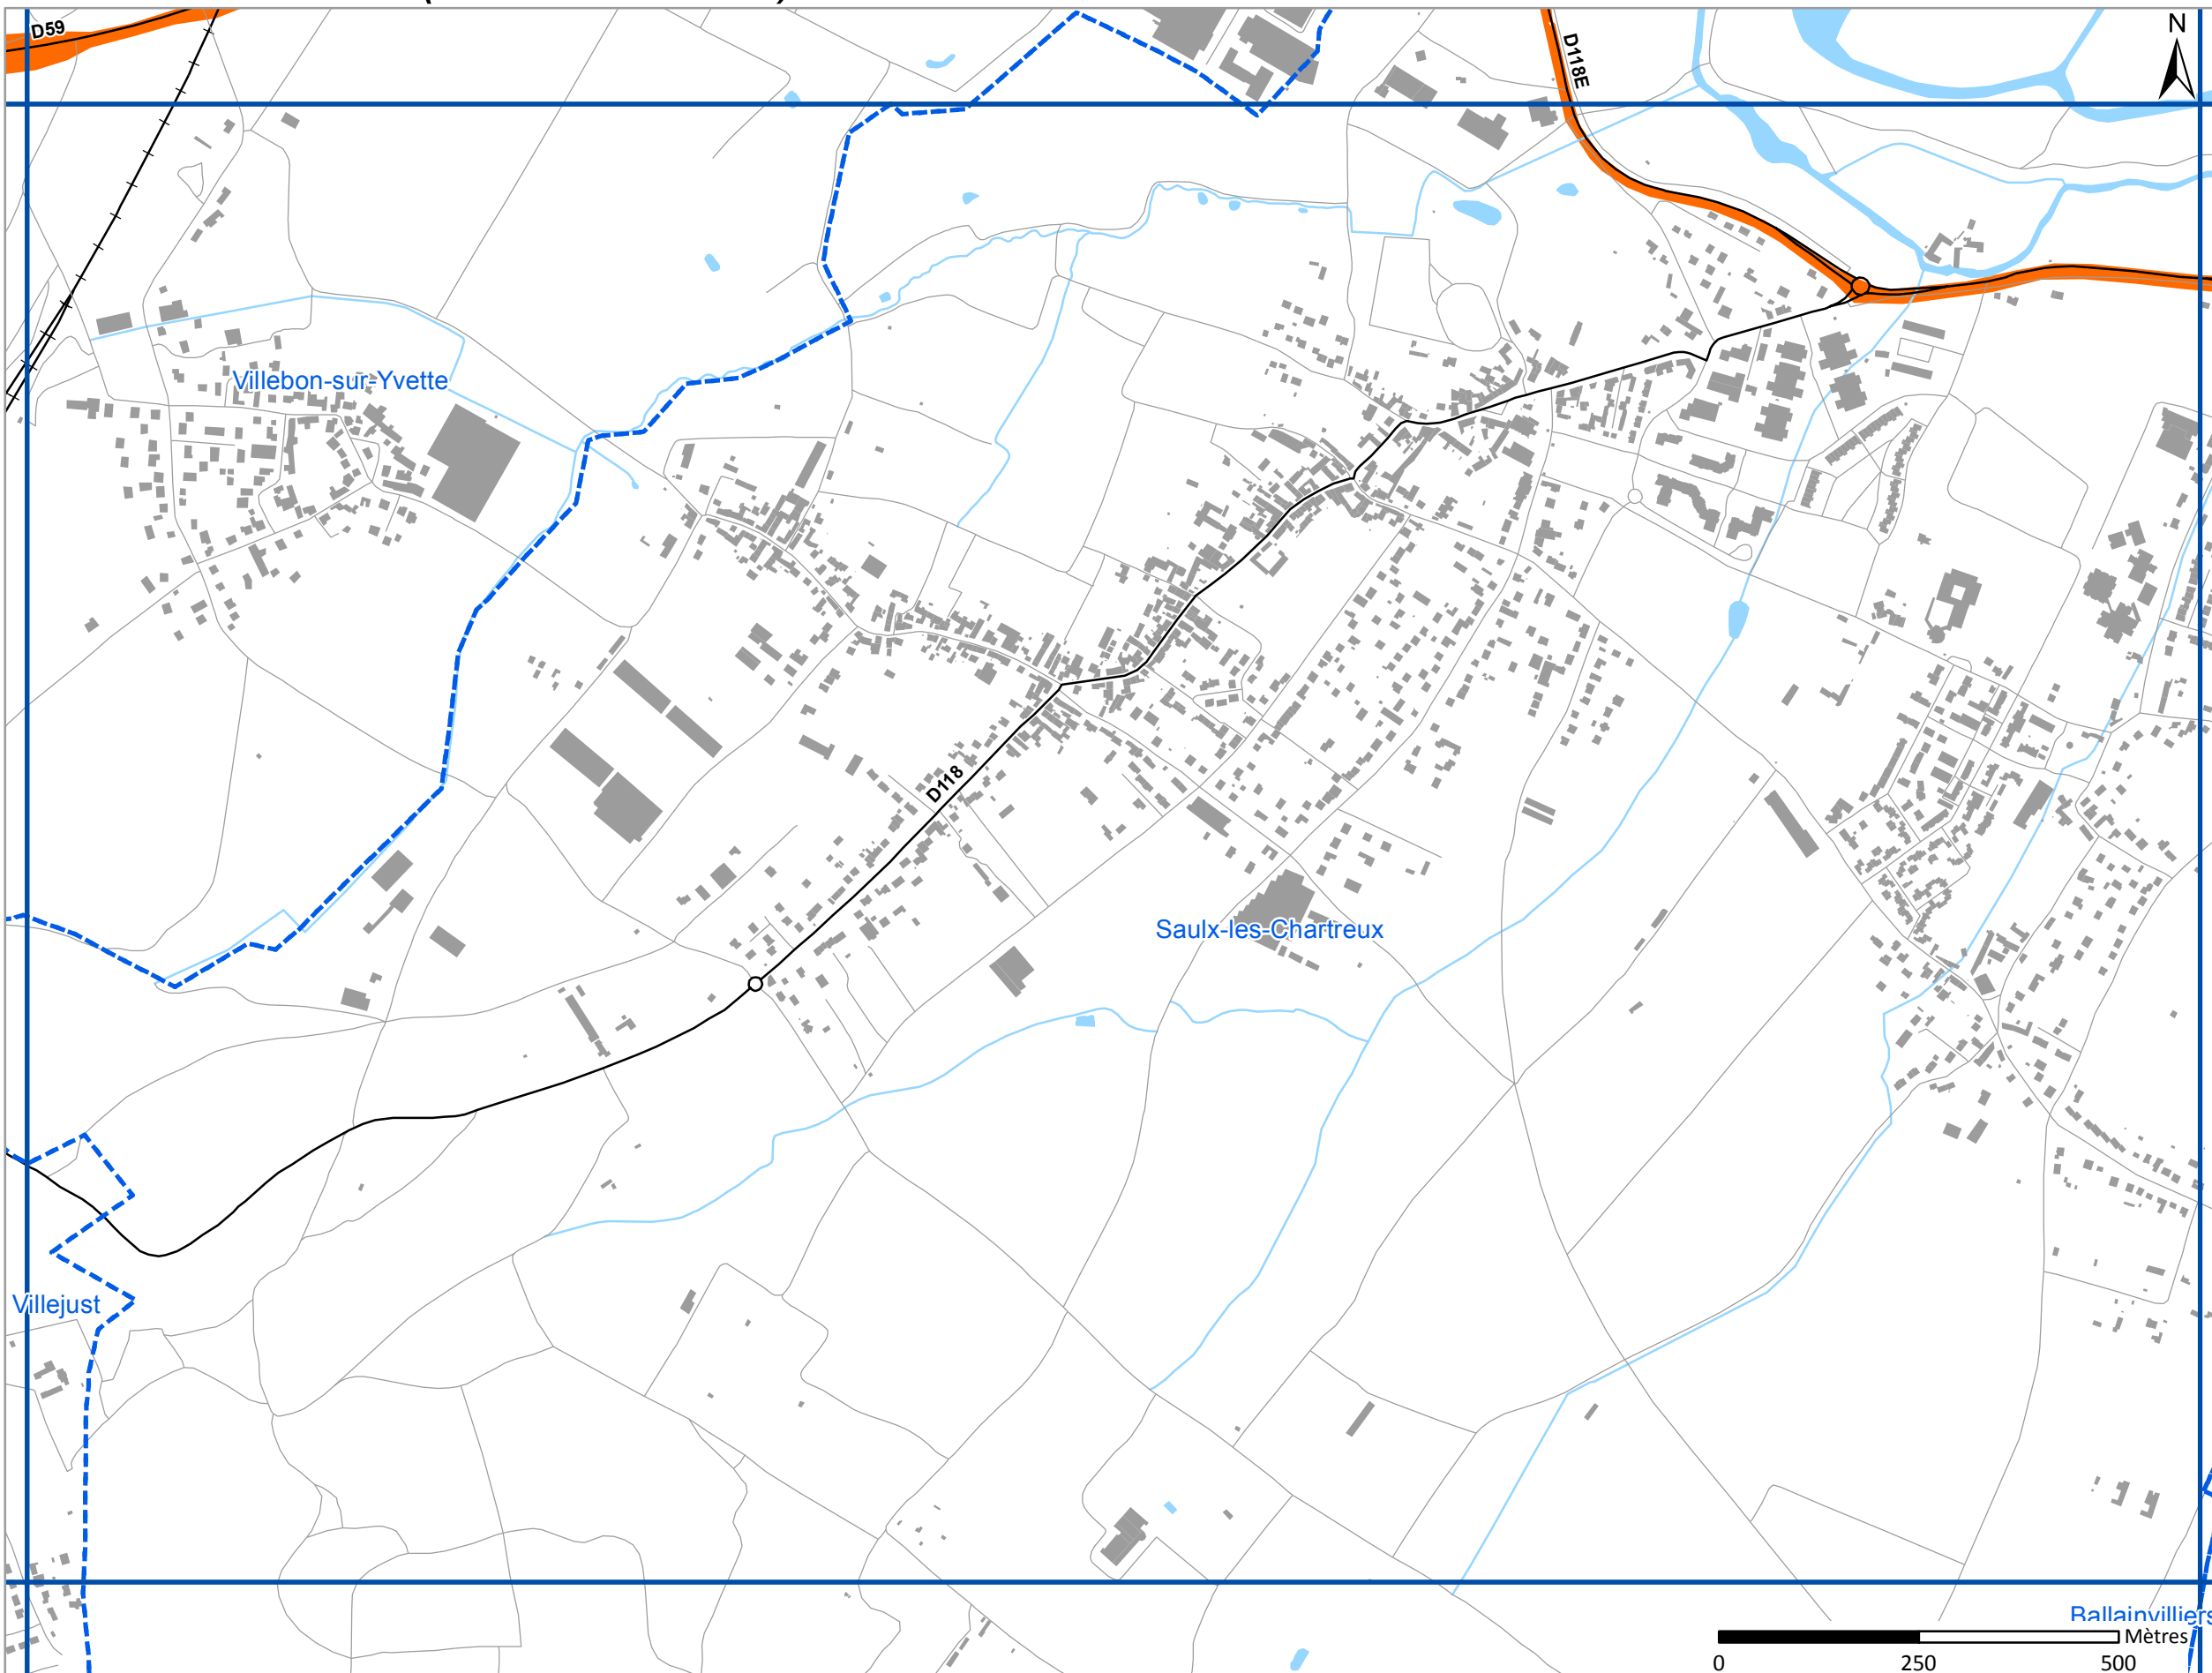 D59
D118E
N
Villebon-sur-Yvette
D118
Saulx-les-Chartreux
Villejust
Ballainvilliers
Mètres
0 250 500